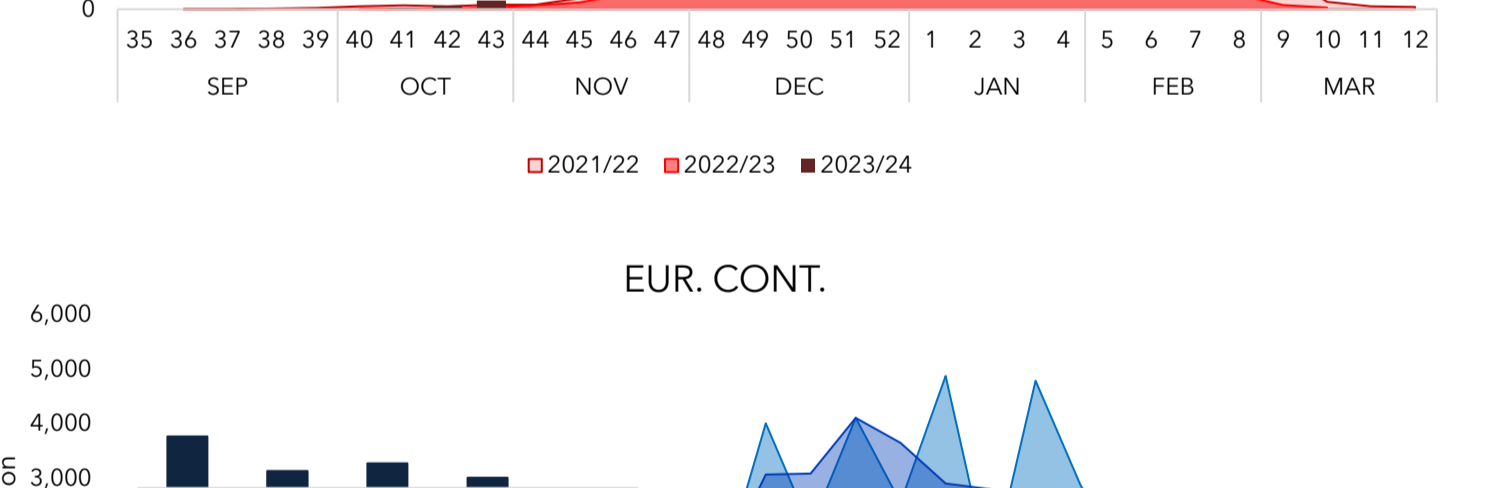 0
35 36 37 38 39 40 41 42 43 44 45 46 47 48 49 50 51 52 1 2 3 4 5 6 7 8 9 10 11 12
SEP OCT NOV DEC JAN FEB MAR
2021/22 2022/23 2023/24
EUR. CONT.
6,000
5,000
4,000
3,000
on